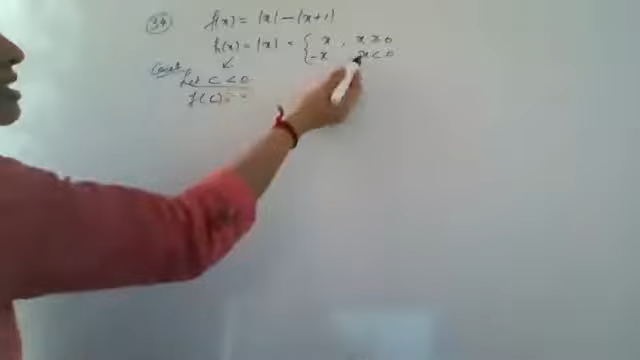 (34) f(x) = |x| - |x+1|
h(x) = |x| = { x , x ≥ 0
-x x < 0
Case I
Let c < 0
f(c) =